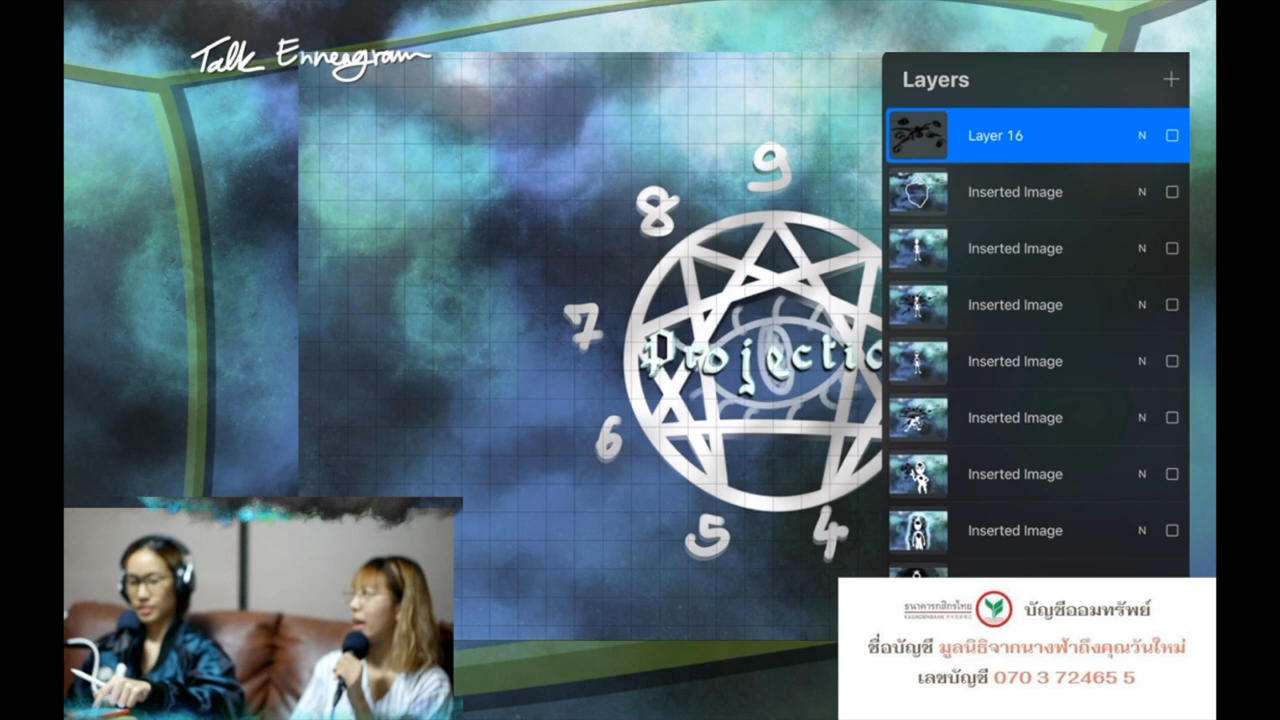 Talk Enneagram
Layers
Layer 16 N
Inserted Image N
Inserted Image N
Inserted Image N
Inserted Image N
Inserted Image N
Inserted Image N
Inserted Image N
9
8
7
Projectio
6
5
4
ธนาคารกสิกรไทย
บัญชีออมทรัพย์
ชื่อบัญชี มูลนิธิจากนางฟ้าถึงคุณวันใหม่
เลขบัญชี 070 3 72465 5